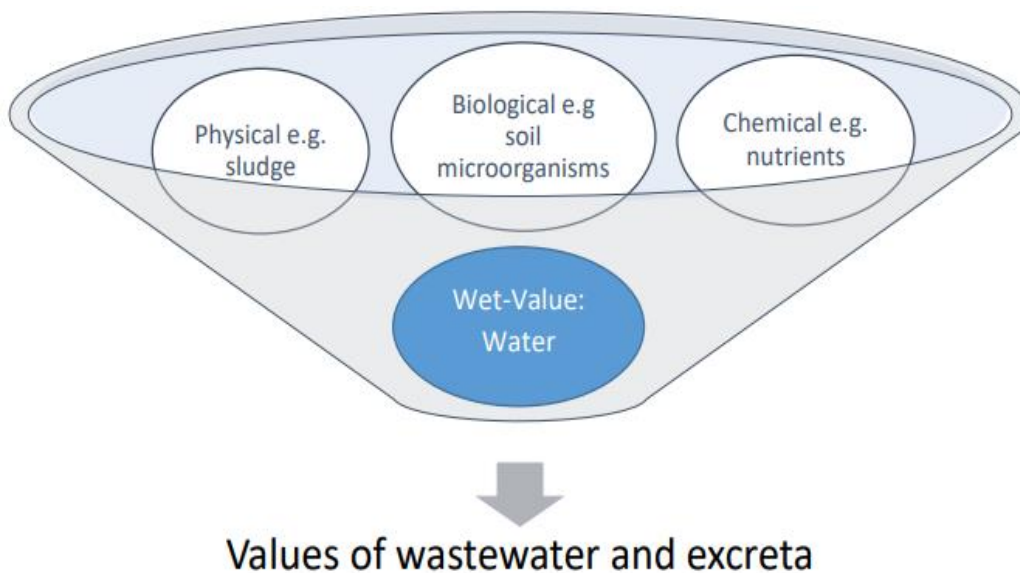 Physical e.g.
sludge
Biological e.g
soil
microorganisms
Chemical e.g.
nutrients
Wet-Value:
Water
Values of wastewater and excreta